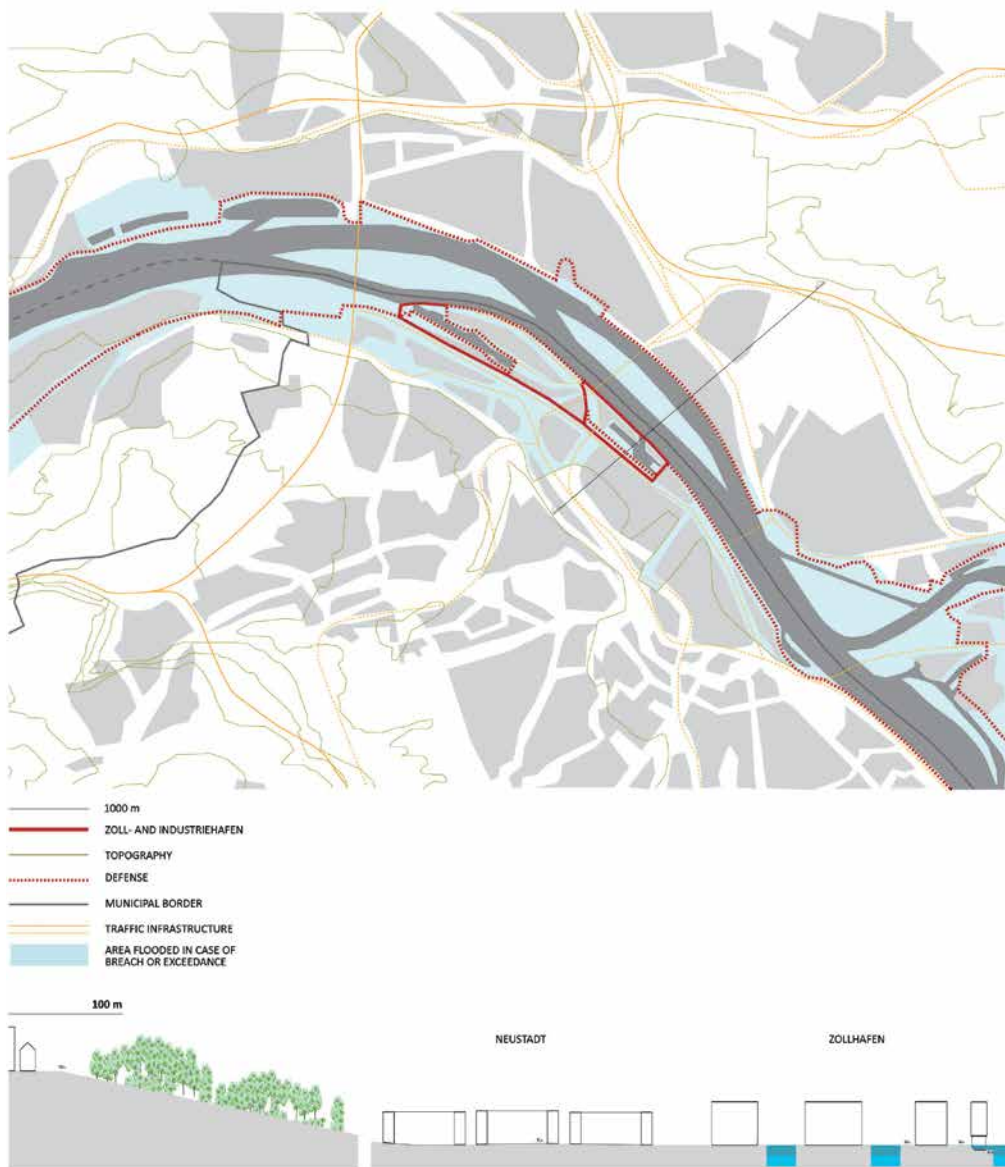 1000 m
ZOLL- AND INDUSTRIEHAFEN
TOPOGRAPHY
DEFENSE
MUNICIPAL BORDER
TRAFFIC INFRASTRUCTURE
AREA FLOODED IN CASE OF
BREACH OR EXCEEDANCE
100 m
NEUSTADT
ZOLLHAFEN